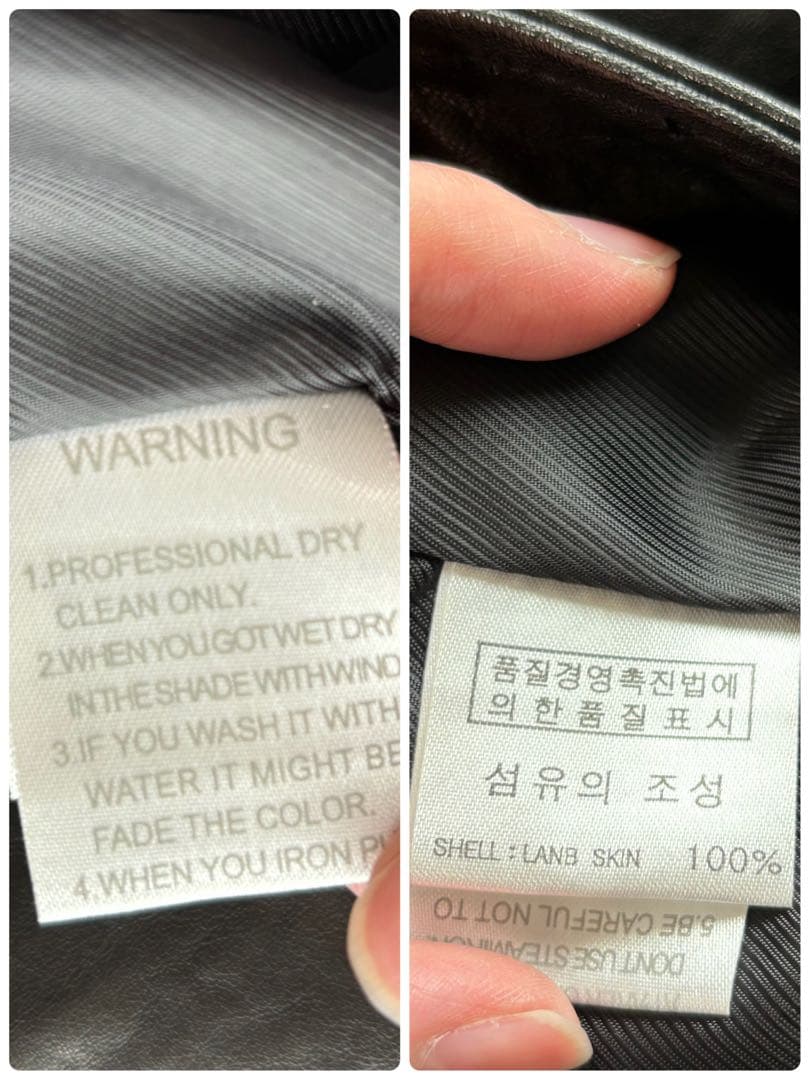 WARNING
1.PROFESSIONAL DRY
CLEAN ONLY.
2.WHEN YOU GOT WET DRY
IN THE SHADE WITH WIND
3.IF YOU WASH IT WITH
WATER IT MIGHT BE
FADE THE COLOR.
4.WHEN YOU IRON
품질경영촉진법에
의한품질표시
섬유의 조성
SHELL : LANB SKIN 100%
5.BE CAREFUL NOT TO
DONT USE